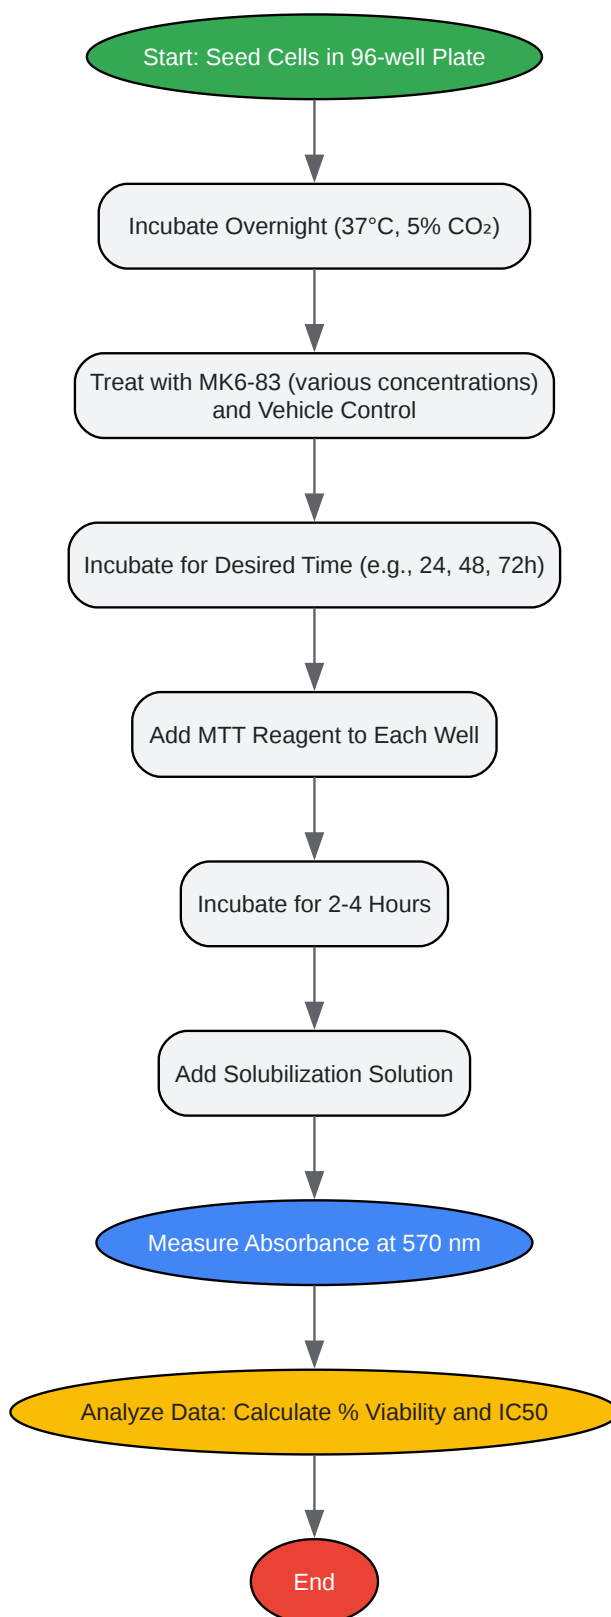 Start: Seed Cells in 96-well Plate
Incubate Overnight (37°C, 5% CO₂)
Treat with MK6-83 (various concentrations)
and Vehicle Control
Incubate for Desired Time (e.g., 24, 48, 72h)
Add MTT Reagent to Each Well
Incubate for 2-4 Hours
Add Solubilization Solution
Measure Absorbance at 570 nm
Analyze Data: Calculate % Viability and IC50
End